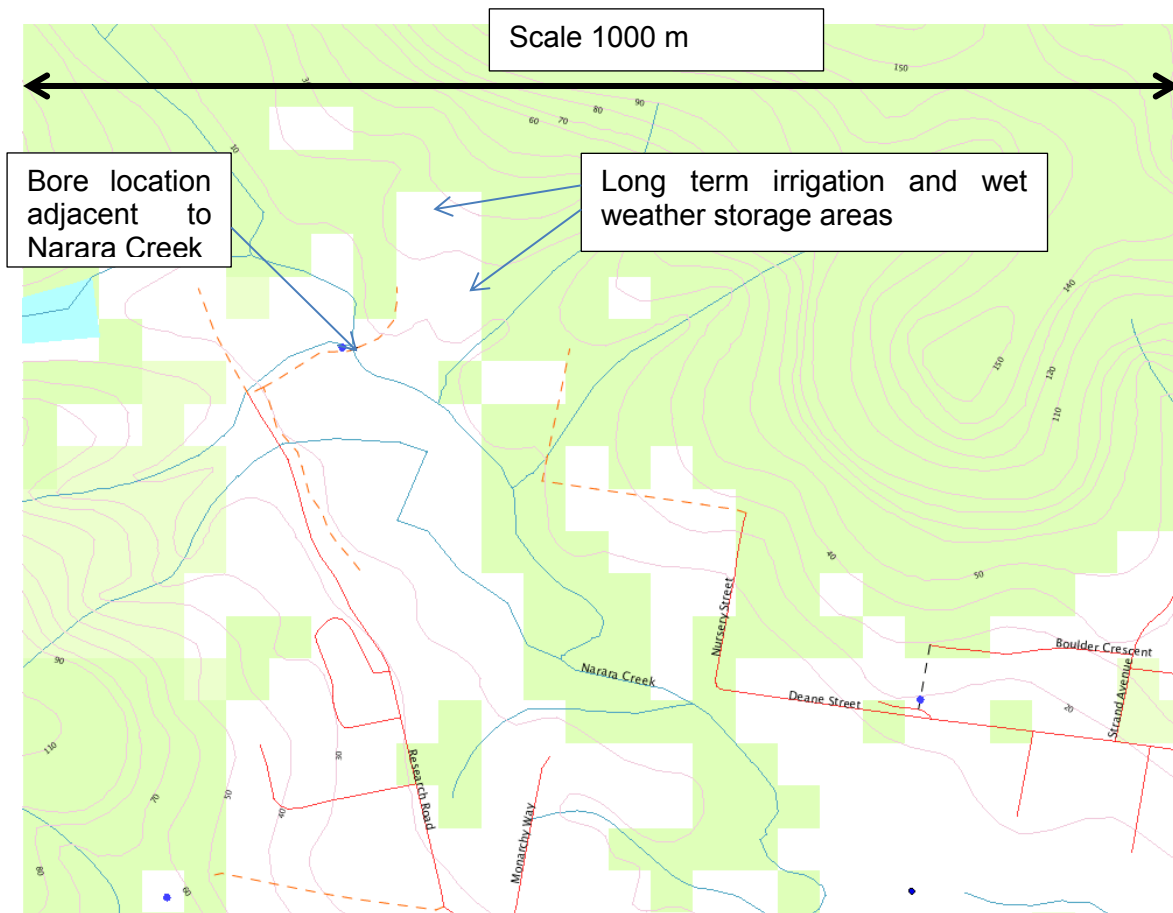 Scale 1000 m
150
30
90
80
70
60
10
Bore location
adjacent to
Narara Creek
Long term irrigation and wet
weather storage areas
140
150
120
110
40
50
Nursery Street
Boulder Crescent
Narara Creek
Deane Street
Strand Avenue
20
90
110
30
Research Road
70
50
40
Monarchy Way
80
60